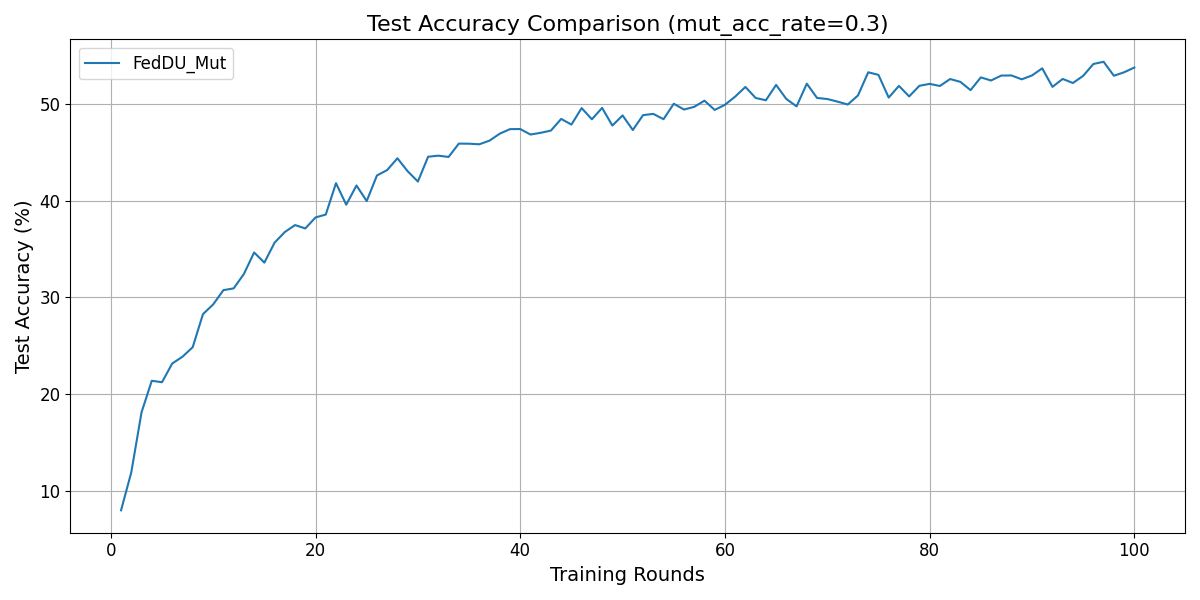 Test Accuracy Comparison (mut_acc_rate=0.3)
FedDU_Mut
Test Accuracy (%)
50
40
30
20
10
0 20 40 60 80 100
Training Rounds